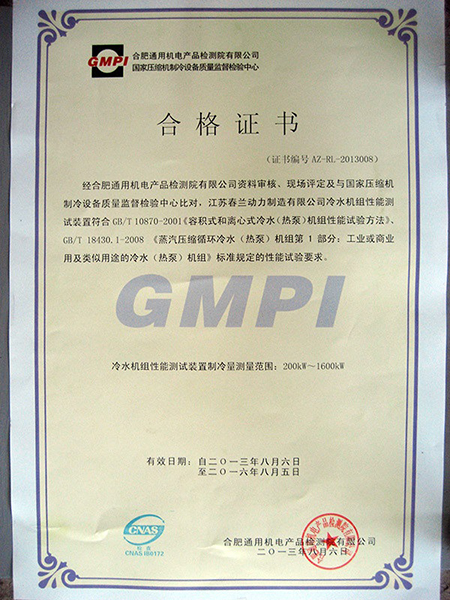 GMPI
合肥通用机电产品检测院有限公司
国家压缩机制冷设备质量监督检验中心
合格证书
（证书编号 AZ-RL-2013008）
经合肥通用机电产品检测院有限公司资料审核、现场评定及与国家压缩机
制冷设备质量监督检验中心比对，江苏春兰动力制造有限公司冷水机组性能测
试装置符合 GB/T 10870-2001《容积式和离心式冷水（热泵）机组性能试验方法》、
GB/T 18430.1-2008 《蒸汽压缩循环冷水（热泵）机组第 1 部分：工业或商业
用及类似用途的冷水（热泵）机组》标准规定的性能试验要求。
GMPI
冷水机组性能测试装置制冷量测量范围：200kW～1600kW
有效日期：自二〇一三年八月六日
至二〇一六年八月五日
CNAS
检查
CNAS IB0172
合肥通用机电产品检测院有限公司
二〇一三年八月六日